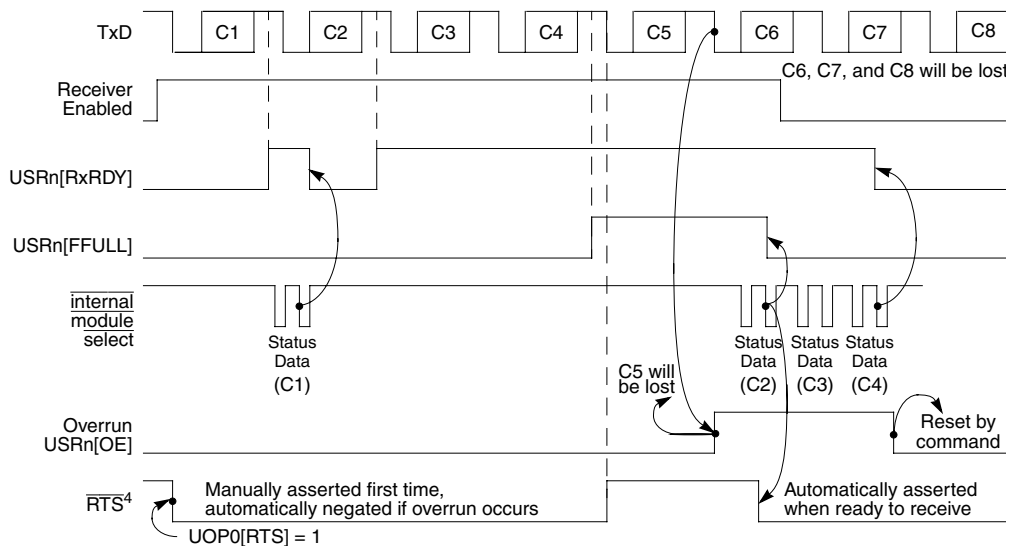 TxD C1 C2 C3 C4 C5 C6 C7 C8
C6, C7, and C8 will be lost
Receiver
Enabled
USRn[RxRDY]
USRn[FFULL]
internal
module
select
Status
Data
(C1)
Status
Data
(C2)
Status
Data
(C3)
Status
Data
(C4)
C5 will
be lost
Overrun
USRn[OE]
Reset by
command
RTS4
Manually asserted first time,
automatically negated if overrun occurs
Automatically asserted
when ready to receive
UOP0[RTS] = 1